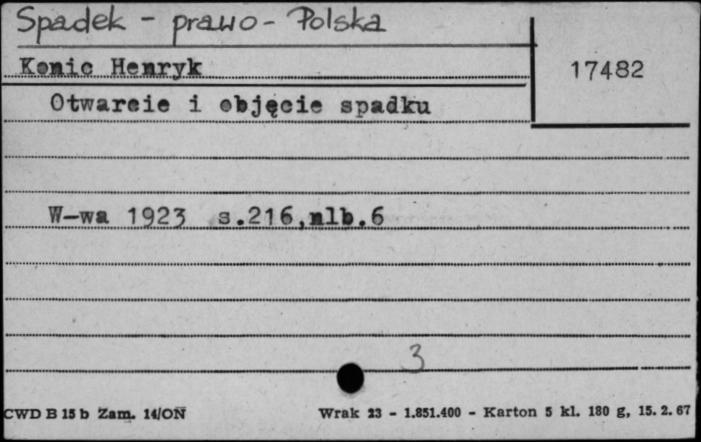 Spadek - prawo - Polska
Konic Henryk
17482
Otwarcie i objęcie spadku
W-wa 1923 s.216,nlb.6
3
CWD B 15 b Zam. 14/ON Wrak 23 - 1.851.400 - Karton 5 kl. 180 g, 15. 2. 67